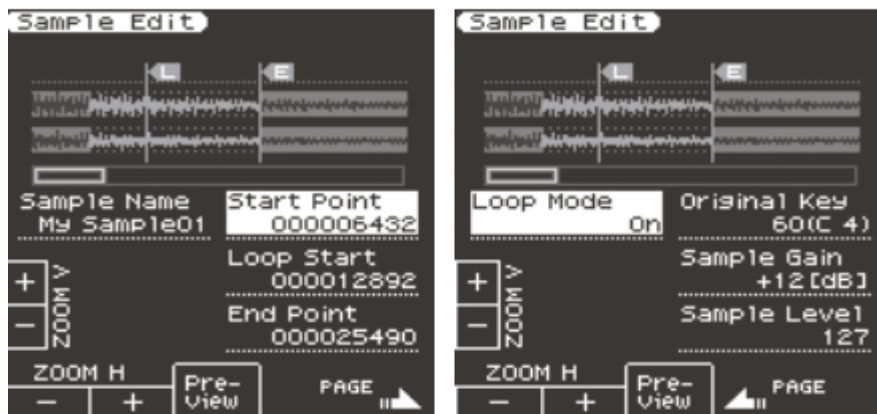 Sample Edit
L E
Sample Name
My Sample01
Start Point
000006432
Loop Start
000012892
End Point
000025490
+
-
ZOOM V
ZOOM H
- +
Pre-
view
PAGE
Sample Edit
L E
Loop Mode
On
Original Key
60(C 4)
Sample Gain
+12[dB]
Sample Level
127
+
-
ZOOM V
ZOOM H
- +
Pre-
view
PAGE